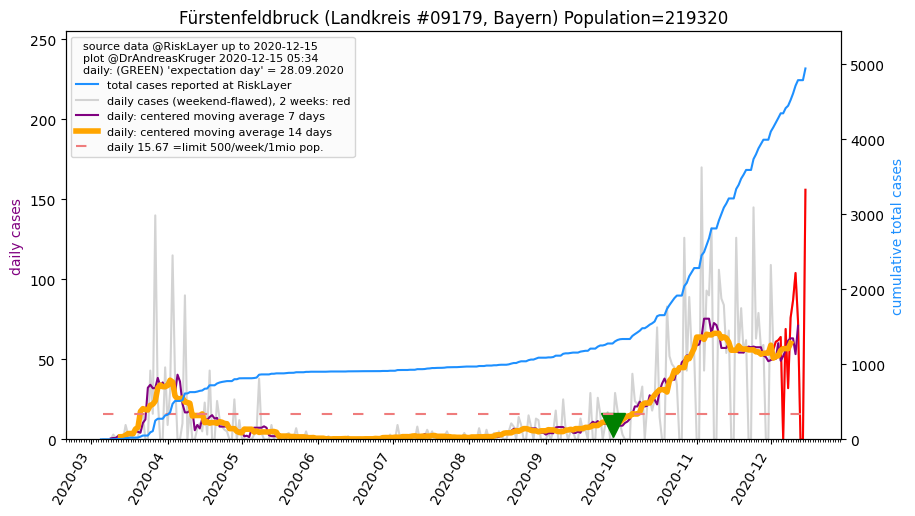 Fürstenfeldbruck (Landkreis #09179, Bayern) Population=219320
source data @RiskLayer up to 2020-12-15
plot @DrAndreasKruger 2020-12-15 05:34
daily: (GREEN) 'expectation day' = 28.09.2020
total cases reported at RiskLayer
daily cases (weekend-flawed), 2 weeks: red
daily: centered moving average 7 days
daily: centered moving average 14 days
daily 15.67 =limit 500/week/1mio pop.
daily cases
250
200
150
100
50
0
cumulative total cases
5000
4000
3000
2000
1000
0
2020-03
2020-04
2020-05
2020-06
2020-07
2020-08
2020-09
2020-10
2020-11
2020-12